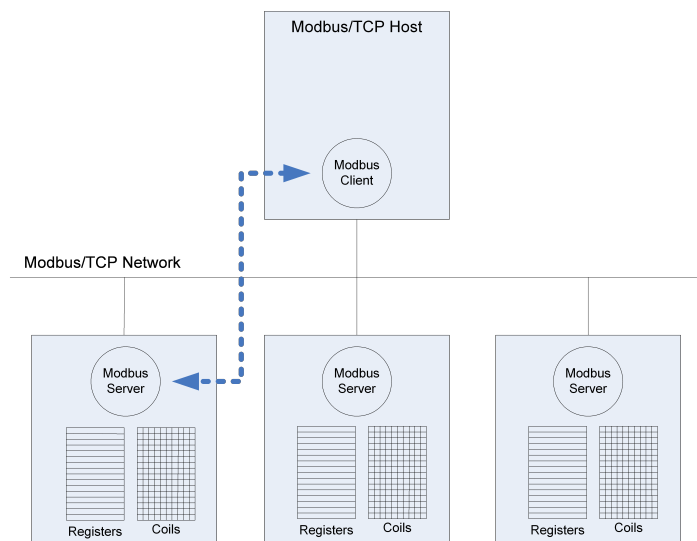 Modbus/TCP Host
Modbus
Client
Modbus/TCP Network
Modbus
Server
Modbus
Server
Modbus
Server
Registers
Coils
Registers
Coils
Registers
Coils